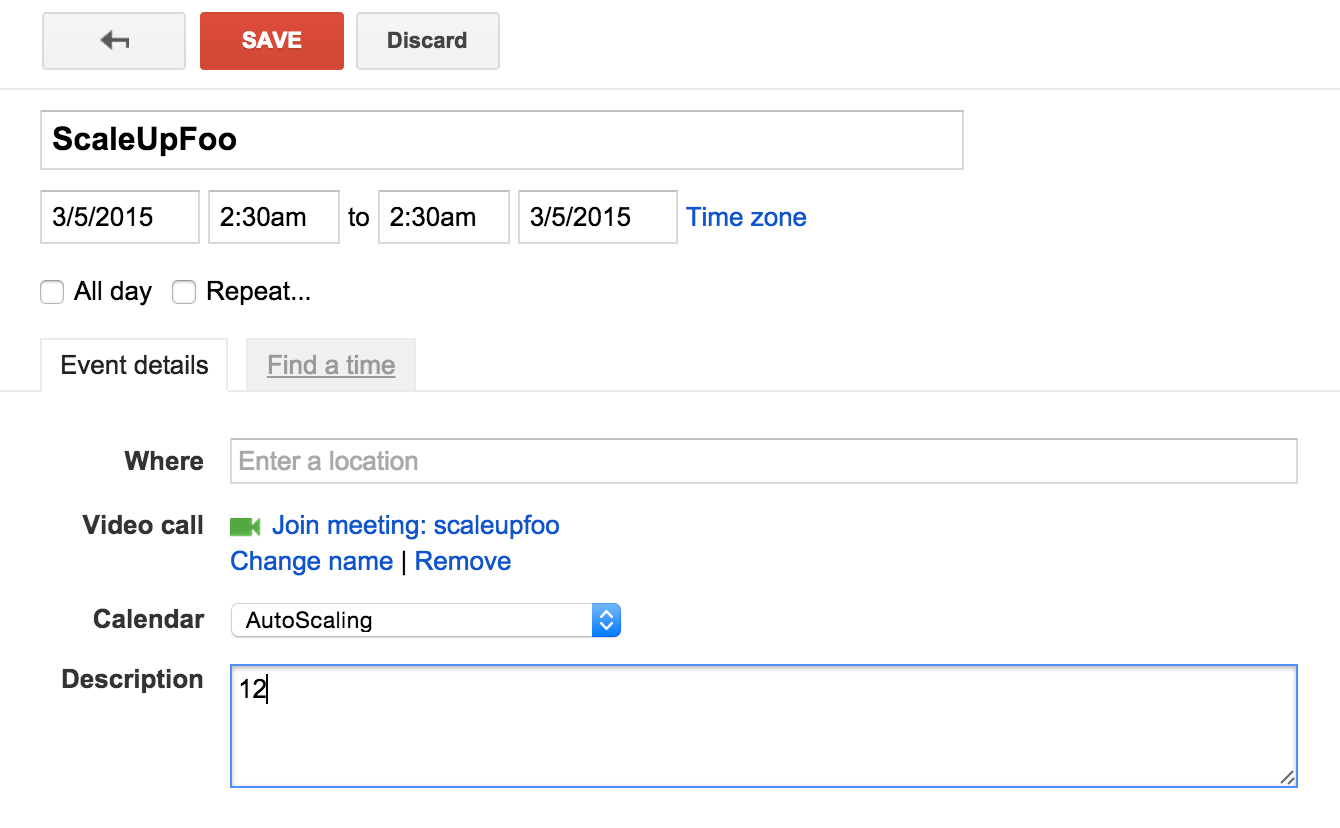 SAVE Discard
ScaleUpFoo
3/5/2015 2:30am to 2:30am 3/5/2015 Time zone
All day Repeat...
Event details Find a time
Where Enter a location
Video call Join meeting: scaleupfoo
Change name | Remove
Calendar AutoScaling
Description 12